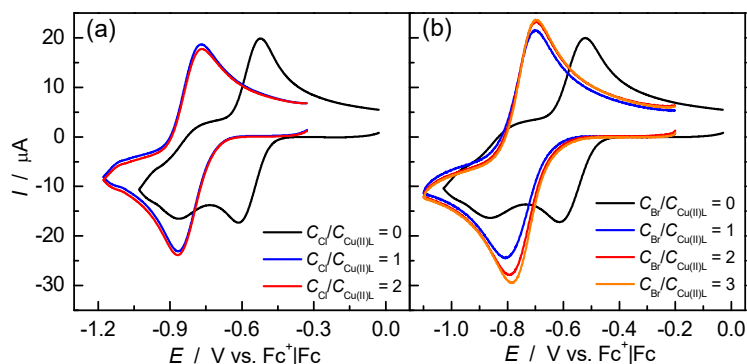 (a)
(b)
20
10
0
-10
-20
-30
I / μA
C_Cl/C_Cu(II)L = 0
C_Cl/C_Cu(II)L = 1
C_Cl/C_Cu(II)L = 2
C_Br/C_Cu(II)L = 0
C_Br/C_Cu(II)L = 1
C_Br/C_Cu(II)L = 2
C_Br/C_Cu(II)L = 3
-1.2 -0.9 -0.6 -0.3 0.0
-1.0 -0.8 -0.6 -0.4 -0.2 0.0
E / V vs. Fc⁺|Fc
E / V vs. Fc⁺|Fc